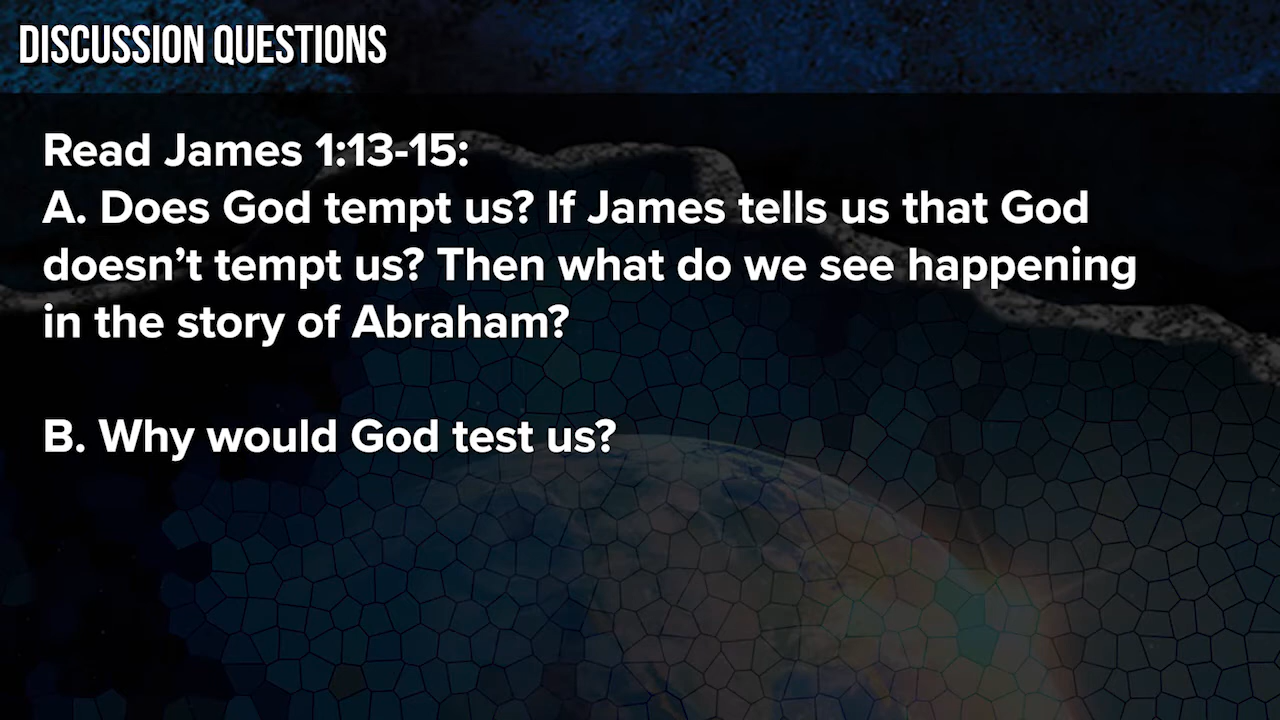 DISCUSSION QUESTIONS
Read James 1:13-15:
A. Does God tempt us? If James tells us that God
doesn’t tempt us? Then what do we see happening
in the story of Abraham?
B. Why would God test us?